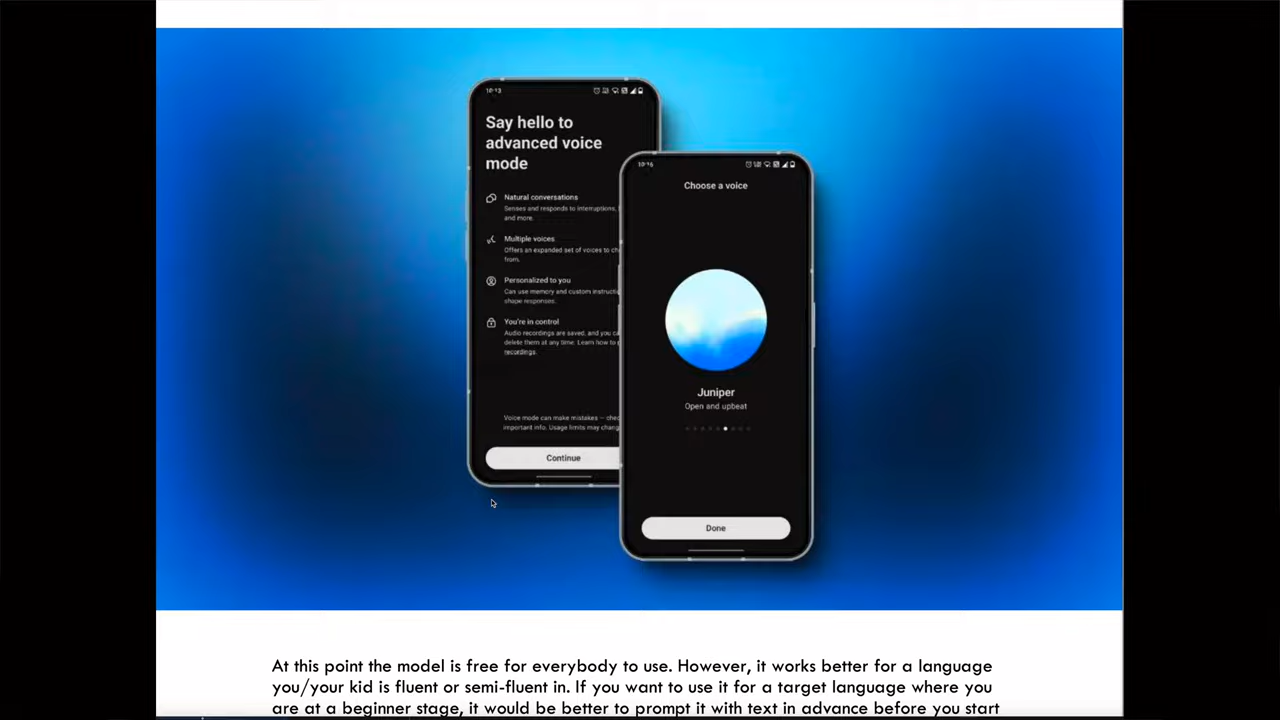 10:13
Say hello to
advanced voice
mode
Natural conversations
Senses and responds to interruptions,
and more.
Multiple voices
Offers an expanded set of voices to
from.
Personalized to you
Can use memory and custom
shape responses.
You're in control
Audio recordings are saved, and you
delete them at any time. Learn how to
recordings.
Voice mode can make mistakes —
important info. Usage limits may
Continue
10:16
Choose a voice
Juniper
Open and upbeat
Done
At this point the model is free for everybody to use. However, it works better for a language
you/your kid is fluent or semi-fluent in. If you want to use it for a target language where you
are at a beginner stage, it would be better to prompt it with text in advance before you start